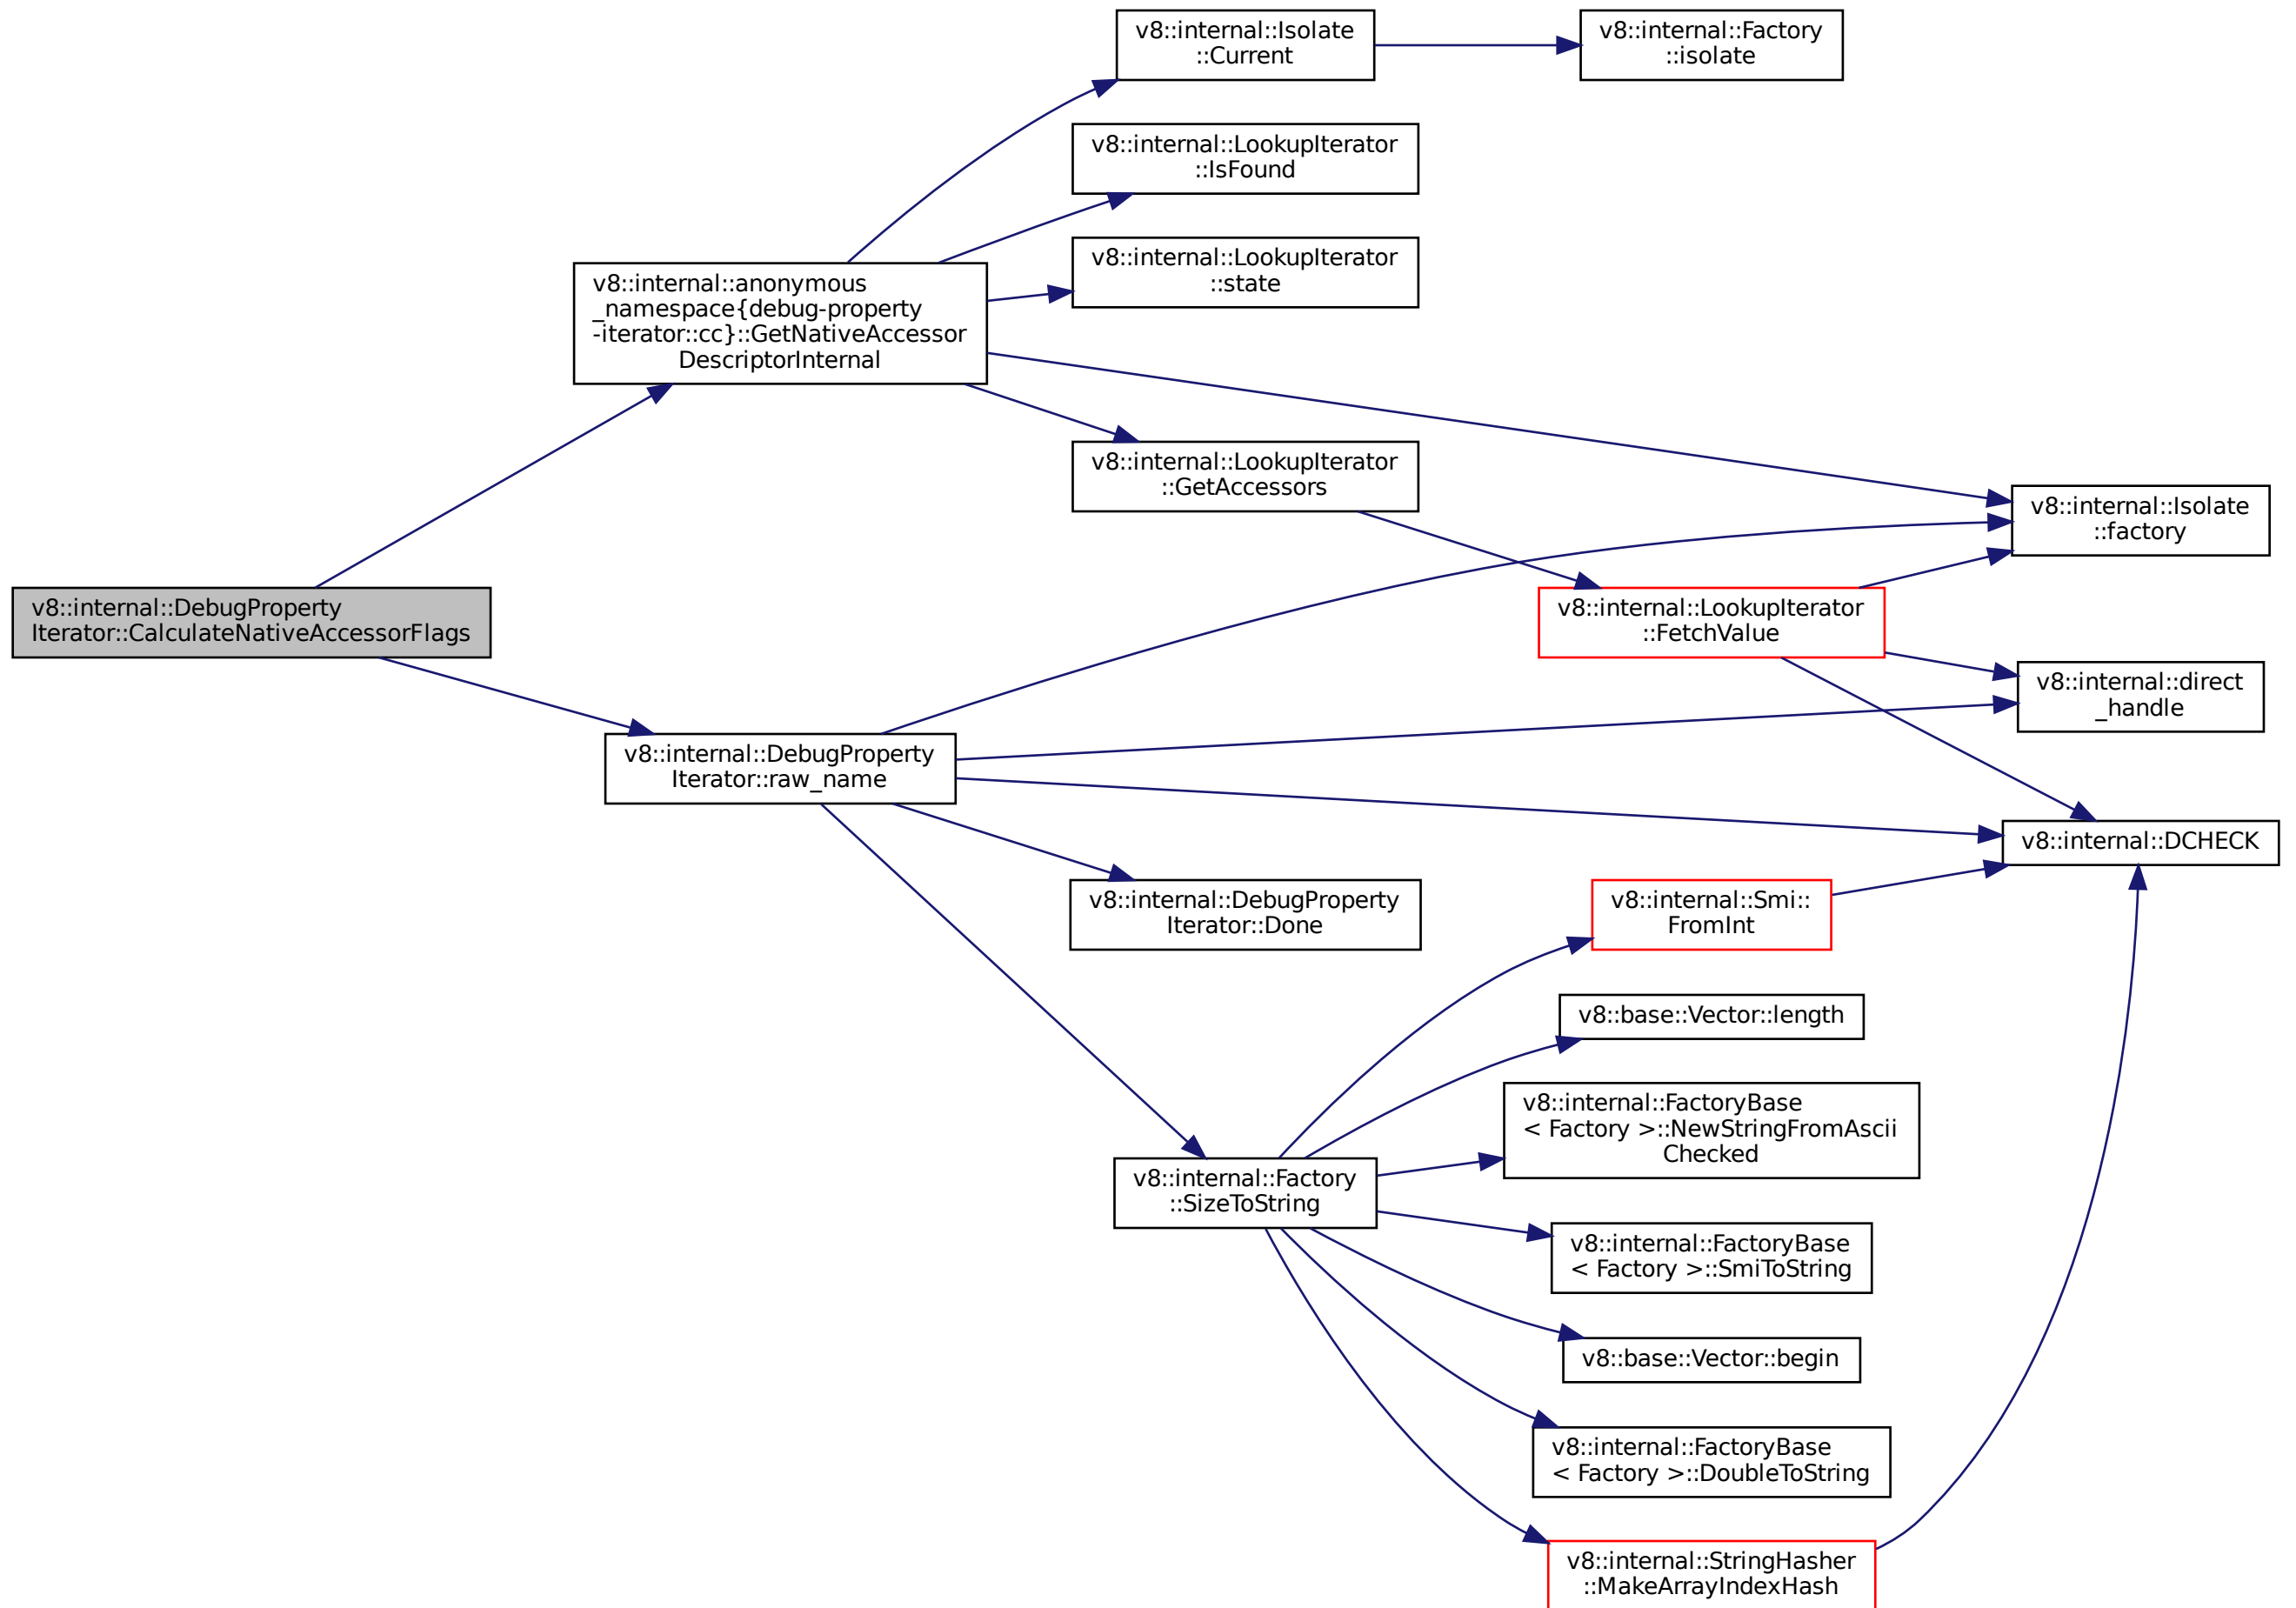 v8::internal::Isolate
::Current
v8::internal::Factory
::isolate
v8::internal::LookupIterator
::IsFound
v8::internal::LookupIterator
::state
v8::internal::anonymous
_namespace{debug-property
-iterator::cc}::GetNativeAccessor
DescriptorInternal
v8::internal::LookupIterator
::GetAccessors
v8::internal::Isolate
::factory
v8::internal::DebugProperty
Iterator::CalculateNativeAccessorFlags
v8::internal::LookupIterator
::FetchValue
v8::internal::direct
_handle
v8::internal::DebugProperty
Iterator::raw_name
v8::internal::DCHECK
v8::internal::DebugProperty
Iterator::Done
v8::internal::Smi::
FromInt
v8::base::Vector::length
v8::internal::FactoryBase
< Factory >::NewStringFromAscii
Checked
v8::internal::Factory
::SizeToString
v8::internal::FactoryBase
< Factory >::SmiToString
v8::base::Vector::begin
v8::internal::FactoryBase
< Factory >::DoubleToString
v8::internal::StringHasher
::MakeArrayIndexHash